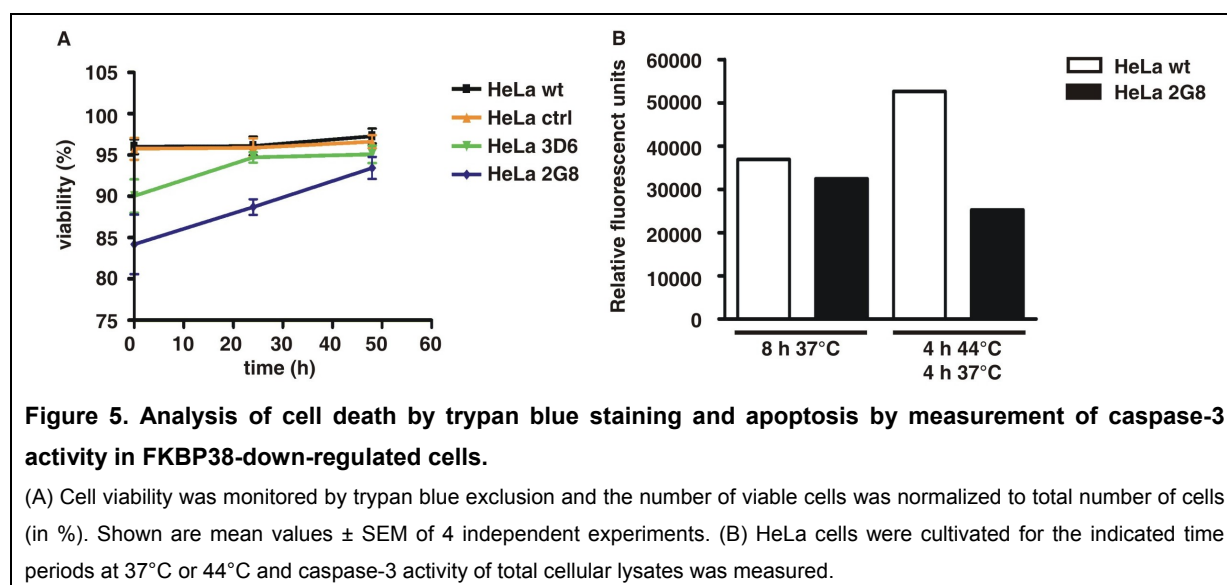 A
105
100
95
90
85
80
75
viability (%)
0 10 20 30 40 50 60
time (h)
HeLa wt
HeLa ctrl
HeLa 3D6
HeLa 2G8
B
60000
50000
40000
30000
20000
10000
0
Relative fluorescenct units
8 h 37°C
4 h 44°C
4 h 37°C
HeLa wt
HeLa 2G8
Figure 5. Analysis of cell death by trypan blue staining and apoptosis by measurement of caspase-3
activity in FKBP38-down-regulated cells.
(A) Cell viability was monitored by trypan blue exclusion and the number of viable cells was normalized to total number of cells
(in %). Shown are mean values ± SEM of 4 independent experiments. (B) HeLa cells were cultivated for the indicated time
periods at 37°C or 44°C and caspase-3 activity of total cellular lysates was measured.